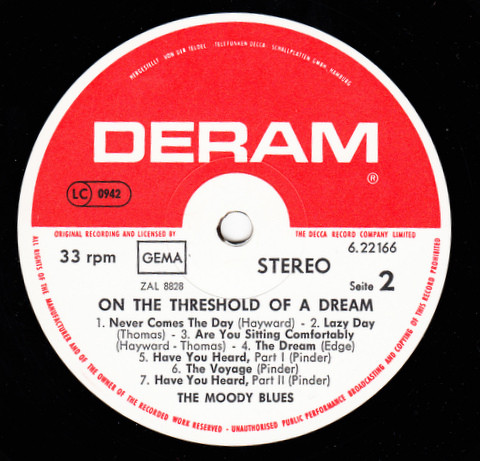 HERGESTELLT VON DER TELDEC „TELEFUNKEN-DECCA" SCHALLPLATTEN GMBH, HAMBURG
DERAM
®
LC 0942
ORIGINAL RECORDING AND LICENSED BY THE DECCA RECORD COMPANY LIMITED
33 rpm GEMA STEREO 6.22166
ZAL 8828 Seite 2
ON THE THRESHOLD OF A DREAM
1. Never Comes The Day (Hayward) - 2. Lazy Day
(Thomas) - 3. Are You Sitting Comfortably
(Hayward - Thomas) - 4. The Dream (Edge)
5. Have You Heard, Part I (Pinder)
6. The Voyage (Pinder)
7. Have You Heard, Part II (Pinder)
THE MOODY BLUES
ALL RIGHTS OF THE MANUFACTURER AND OF THE OWNER OF THE RECORDED WORK RESERVED - UNAUTHORISED PUBLIC PERFORMANCE BROADCASTING AND COPYING OF THIS RECORD PROHIBITED